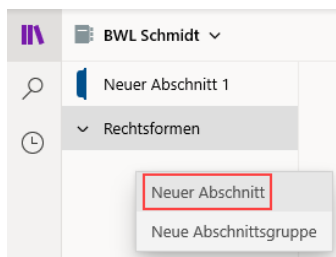 BWL Schmidt
Neuer Abschnitt 1
Rechtsformen
Neuer Abschnitt
Neue Abschnittsgruppe